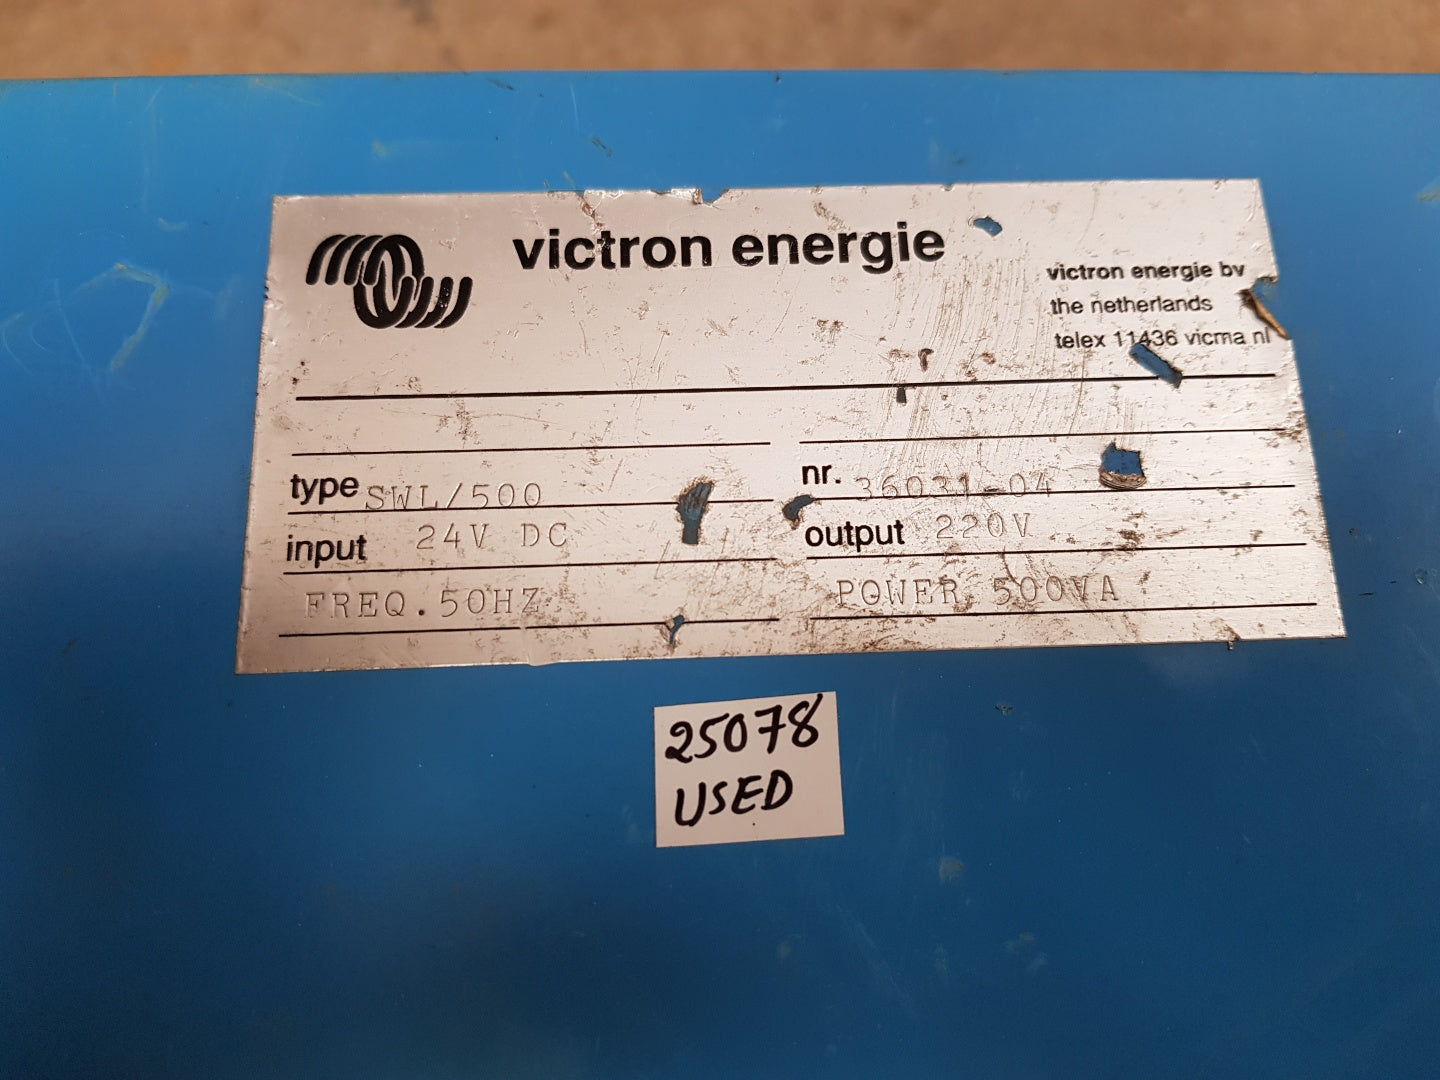 victron energie
victron energie bv
the netherlands
telex 11436 vicma nl
type SWL/500
nr. 36031-04
input 24V DC
output 220V
FREQ.50HZ
POWER 500VA
25078
USED